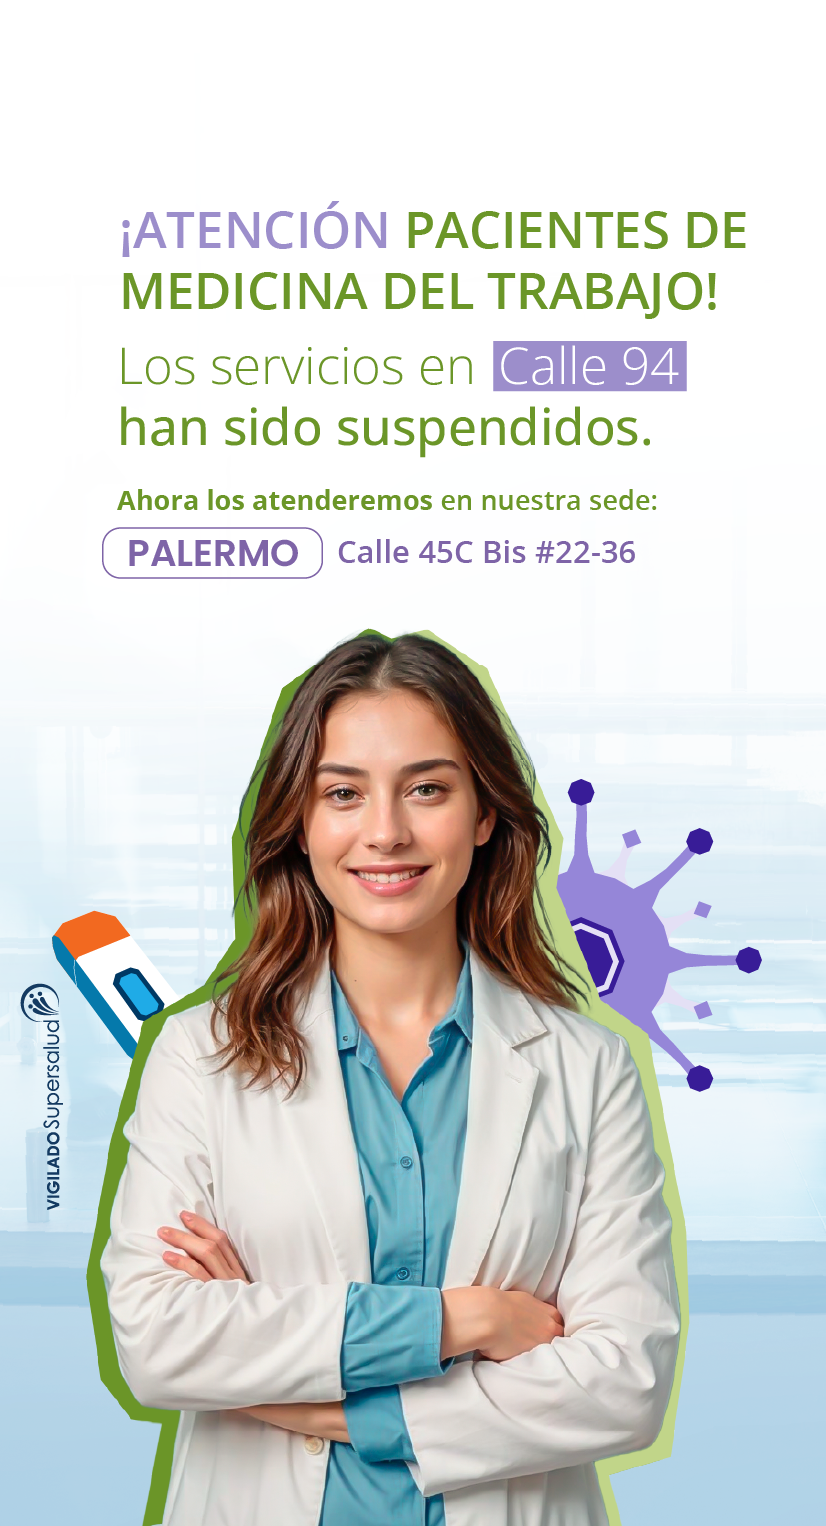 ¡ATENCIÓN PACIENTES DE
MEDICINA DEL TRABAJO!
Los servicios en Calle 94
han sido suspendidos.
Ahora los atenderemos en nuestra sede:
PALERMO Calle 45C Bis #22-36
VIGILADO Supersalud